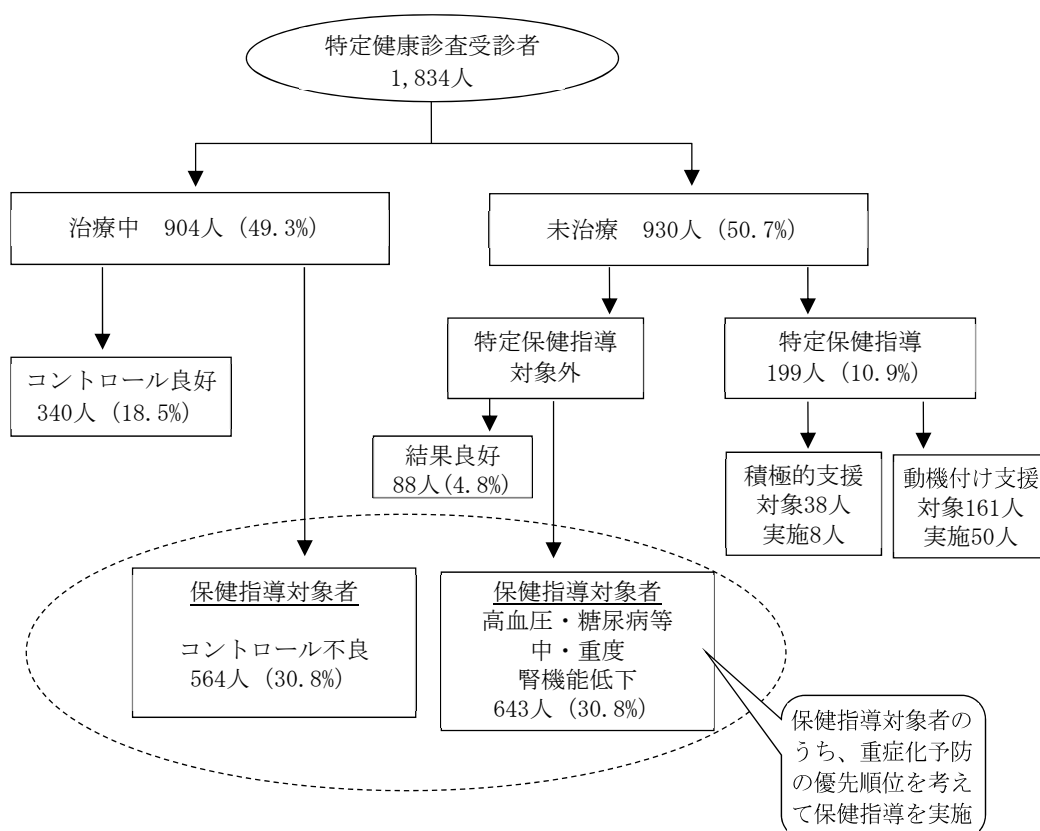 特定健康診査受診者
1,834人
治療中　904人 (49.3%)
未治療　930人 (50.7%)
コントロール良好
340人 (18.5%)
特定保健指導
対象外
特定保健指導
199人 (10.9%)
結果良好
88人(4.8%)
積極的支援
対象38人
実施8人
動機付け支援
対象161人
実施50人
保健指導対象者
コントロール不良
564人 (30.8%)
保健指導対象者
高血圧・糖尿病等
中・重度
腎機能低下
643人 (30.8%)
保健指導対象者の
うち、重症化予防
の優先順位を考え
て保健指導を実施